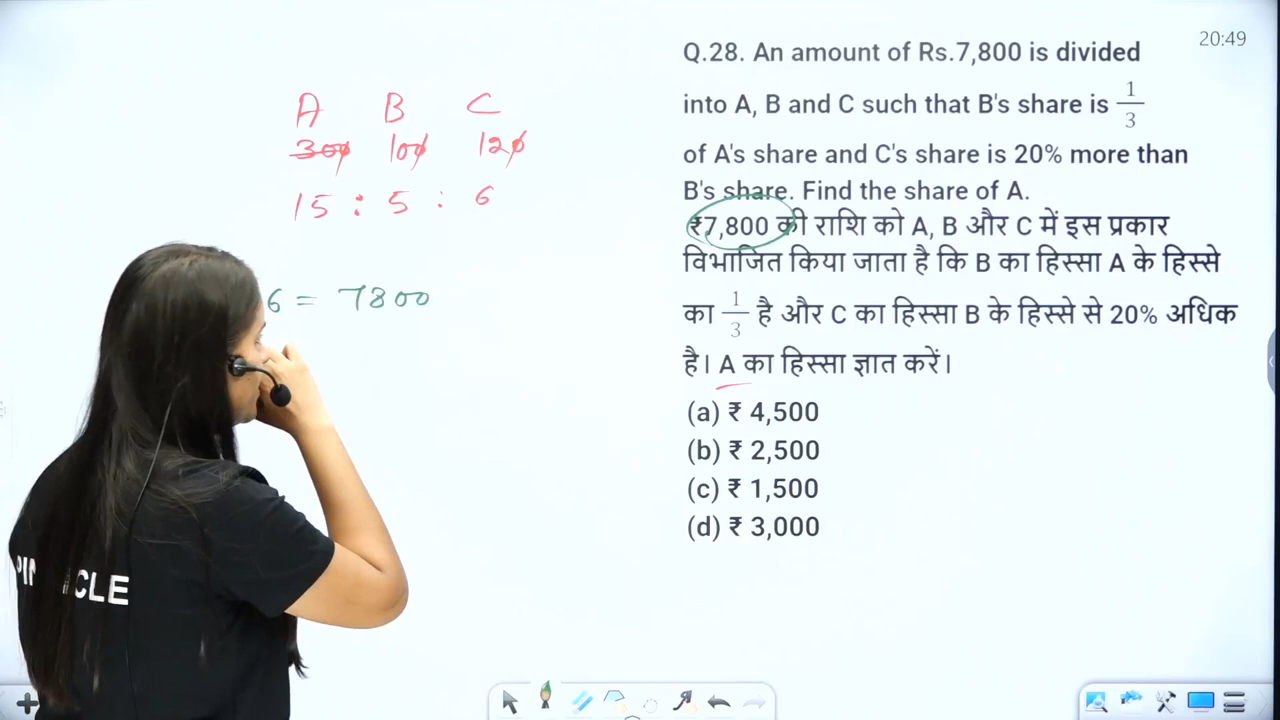 20:49
Q.28. An amount of Rs.7,800 is divided
into A, B and C such that B's share is 1/3
of A's share and C's share is 20% more than
B's share. Find the share of A.
₹7,800 की राशि को A, B और C में इस प्रकार
विभाजित किया जाता है कि B का हिस्सा A के हिस्से
का 1/3 है और C का हिस्सा B के हिस्से से 20% अधिक
है। A का हिस्सा ज्ञात करें।
(a) ₹ 4,500
(b) ₹ 2,500
(c) ₹ 1,500
(d) ₹ 3,000
A B C
300 100 120
15 : 5 : 6
6 = 7800